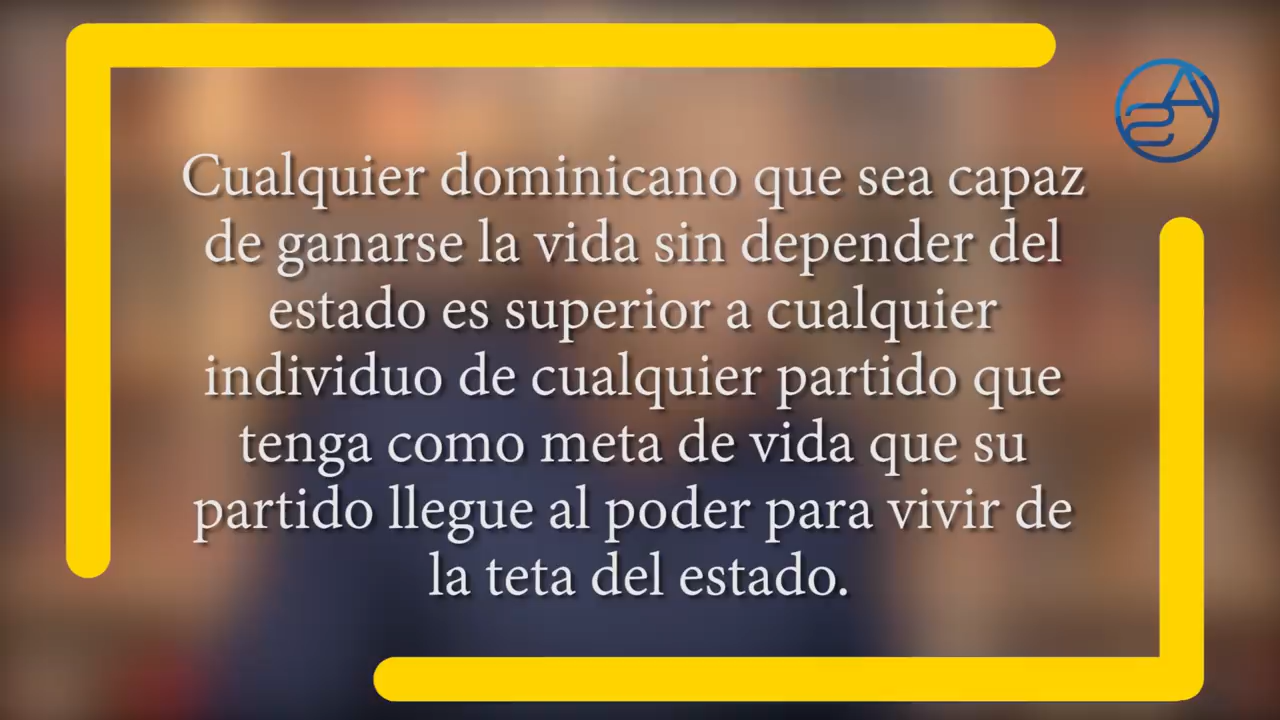 Cualquier dominicano que sea capaz
de ganarse la vida sin depender del
estado es superior a cualquier
individuo de cualquier partido que
tenga como meta de vida que su
partido llegue al poder para vivir de
la teta del estado.